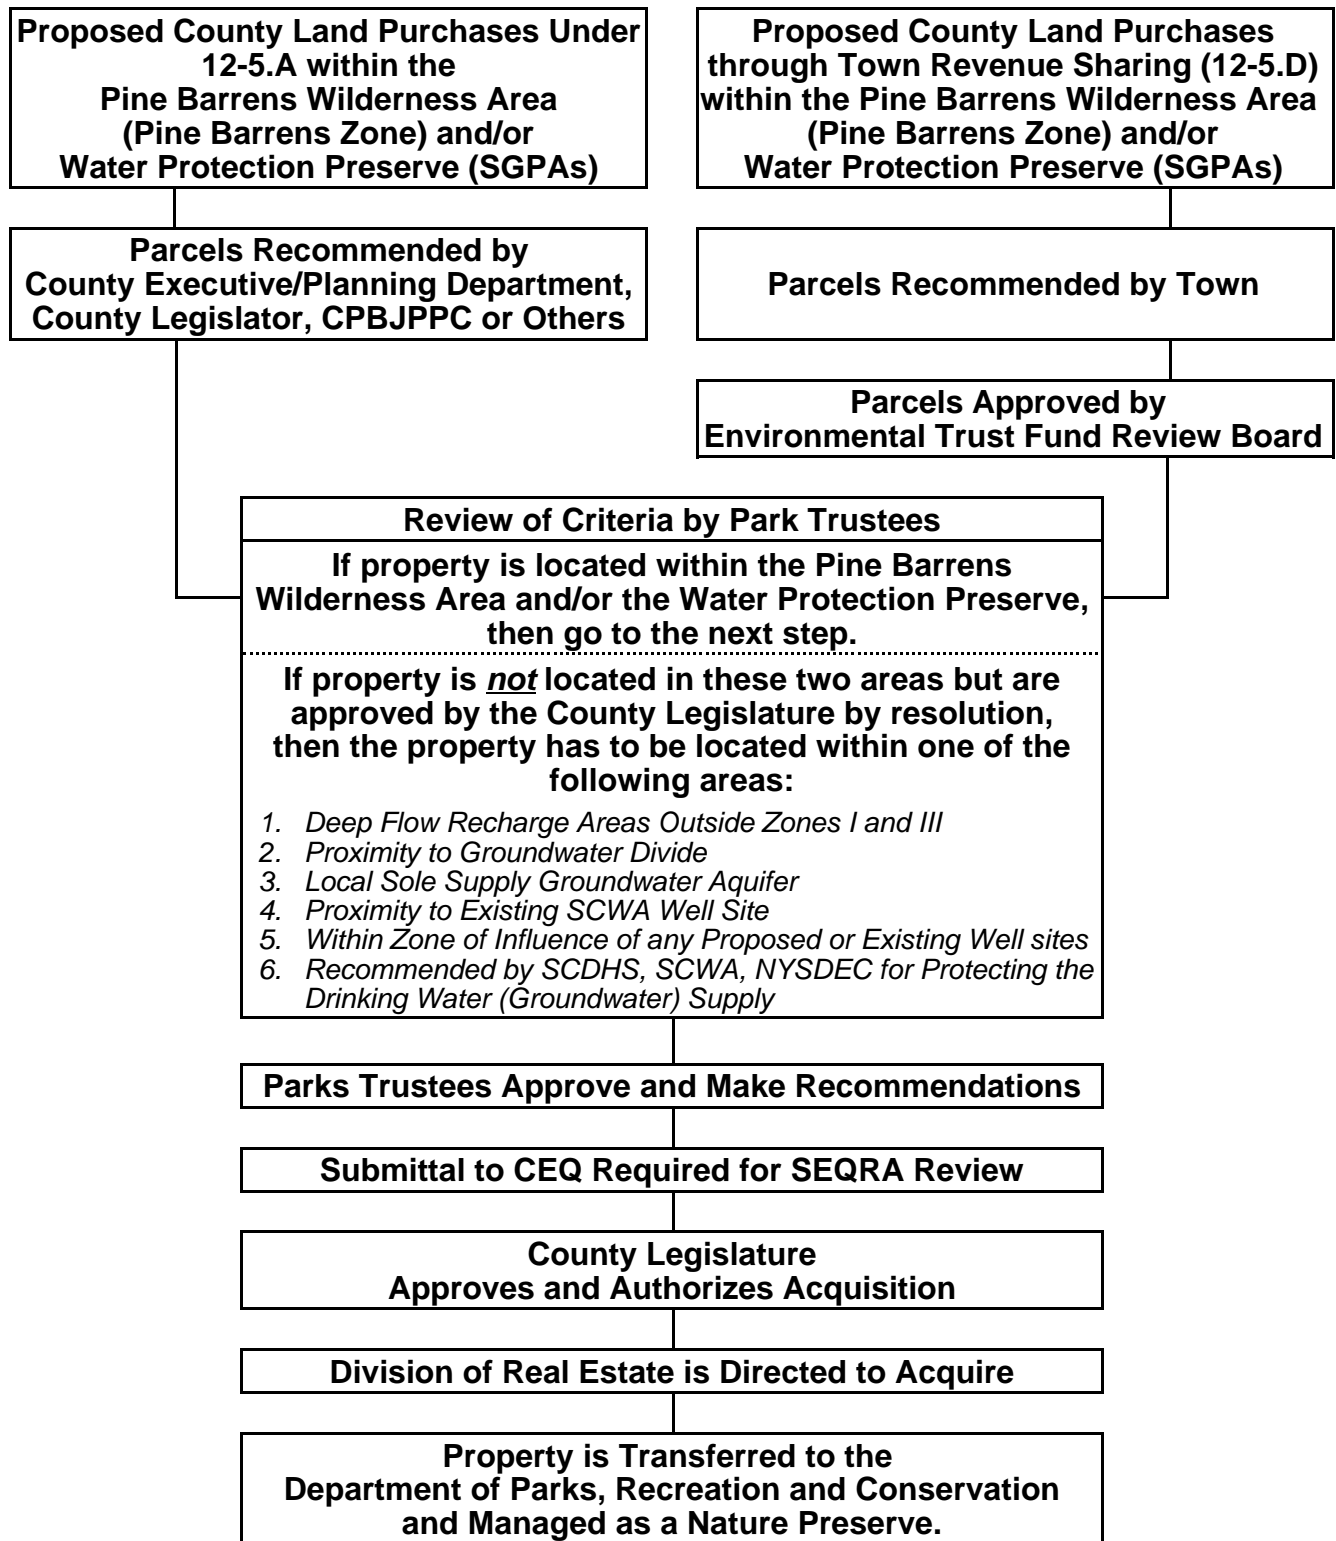 Proposed County Land Purchases Under
12-5.A within the
Pine Barrens Wilderness Area
(Pine Barrens Zone) and/or
Water Protection Preserve (SGPAs)
Proposed County Land Purchases
through Town Revenue Sharing (12-5.D)
within the Pine Barrens Wilderness Area
(Pine Barrens Zone) and/or
Water Protection Preserve (SGPAs)
Parcels Recommended by
County Executive/Planning Department,
County Legislator, CPBJPPC or Others
Parcels Recommended by Town
Parcels Approved by
Environmental Trust Fund Review Board
Review of Criteria by Park Trustees
If property is located within the Pine Barrens
Wilderness Area and/or the Water Protection Preserve,
then go to the next step.
If property is not located in these two areas but are
approved by the County Legislature by resolution,
then the property has to be located within one of the
following areas:
1. Deep Flow Recharge Areas Outside Zones I and III
2. Proximity to Groundwater Divide
3. Local Sole Supply Groundwater Aquifer
4. Proximity to Existing SCWA Well Site
5. Within Zone of Influence of any Proposed or Existing Well sites
6. Recommended by SCDHS, SCWA, NYSDEC for Protecting the
Drinking Water (Groundwater) Supply
Parks Trustees Approve and Make Recommendations
Submittal to CEQ Required for SEQRA Review
County Legislature
Approves and Authorizes Acquisition
Division of Real Estate is Directed to Acquire
Property is Transferred to the
Department of Parks, Recreation and Conservation
and Managed as a Nature Preserve.